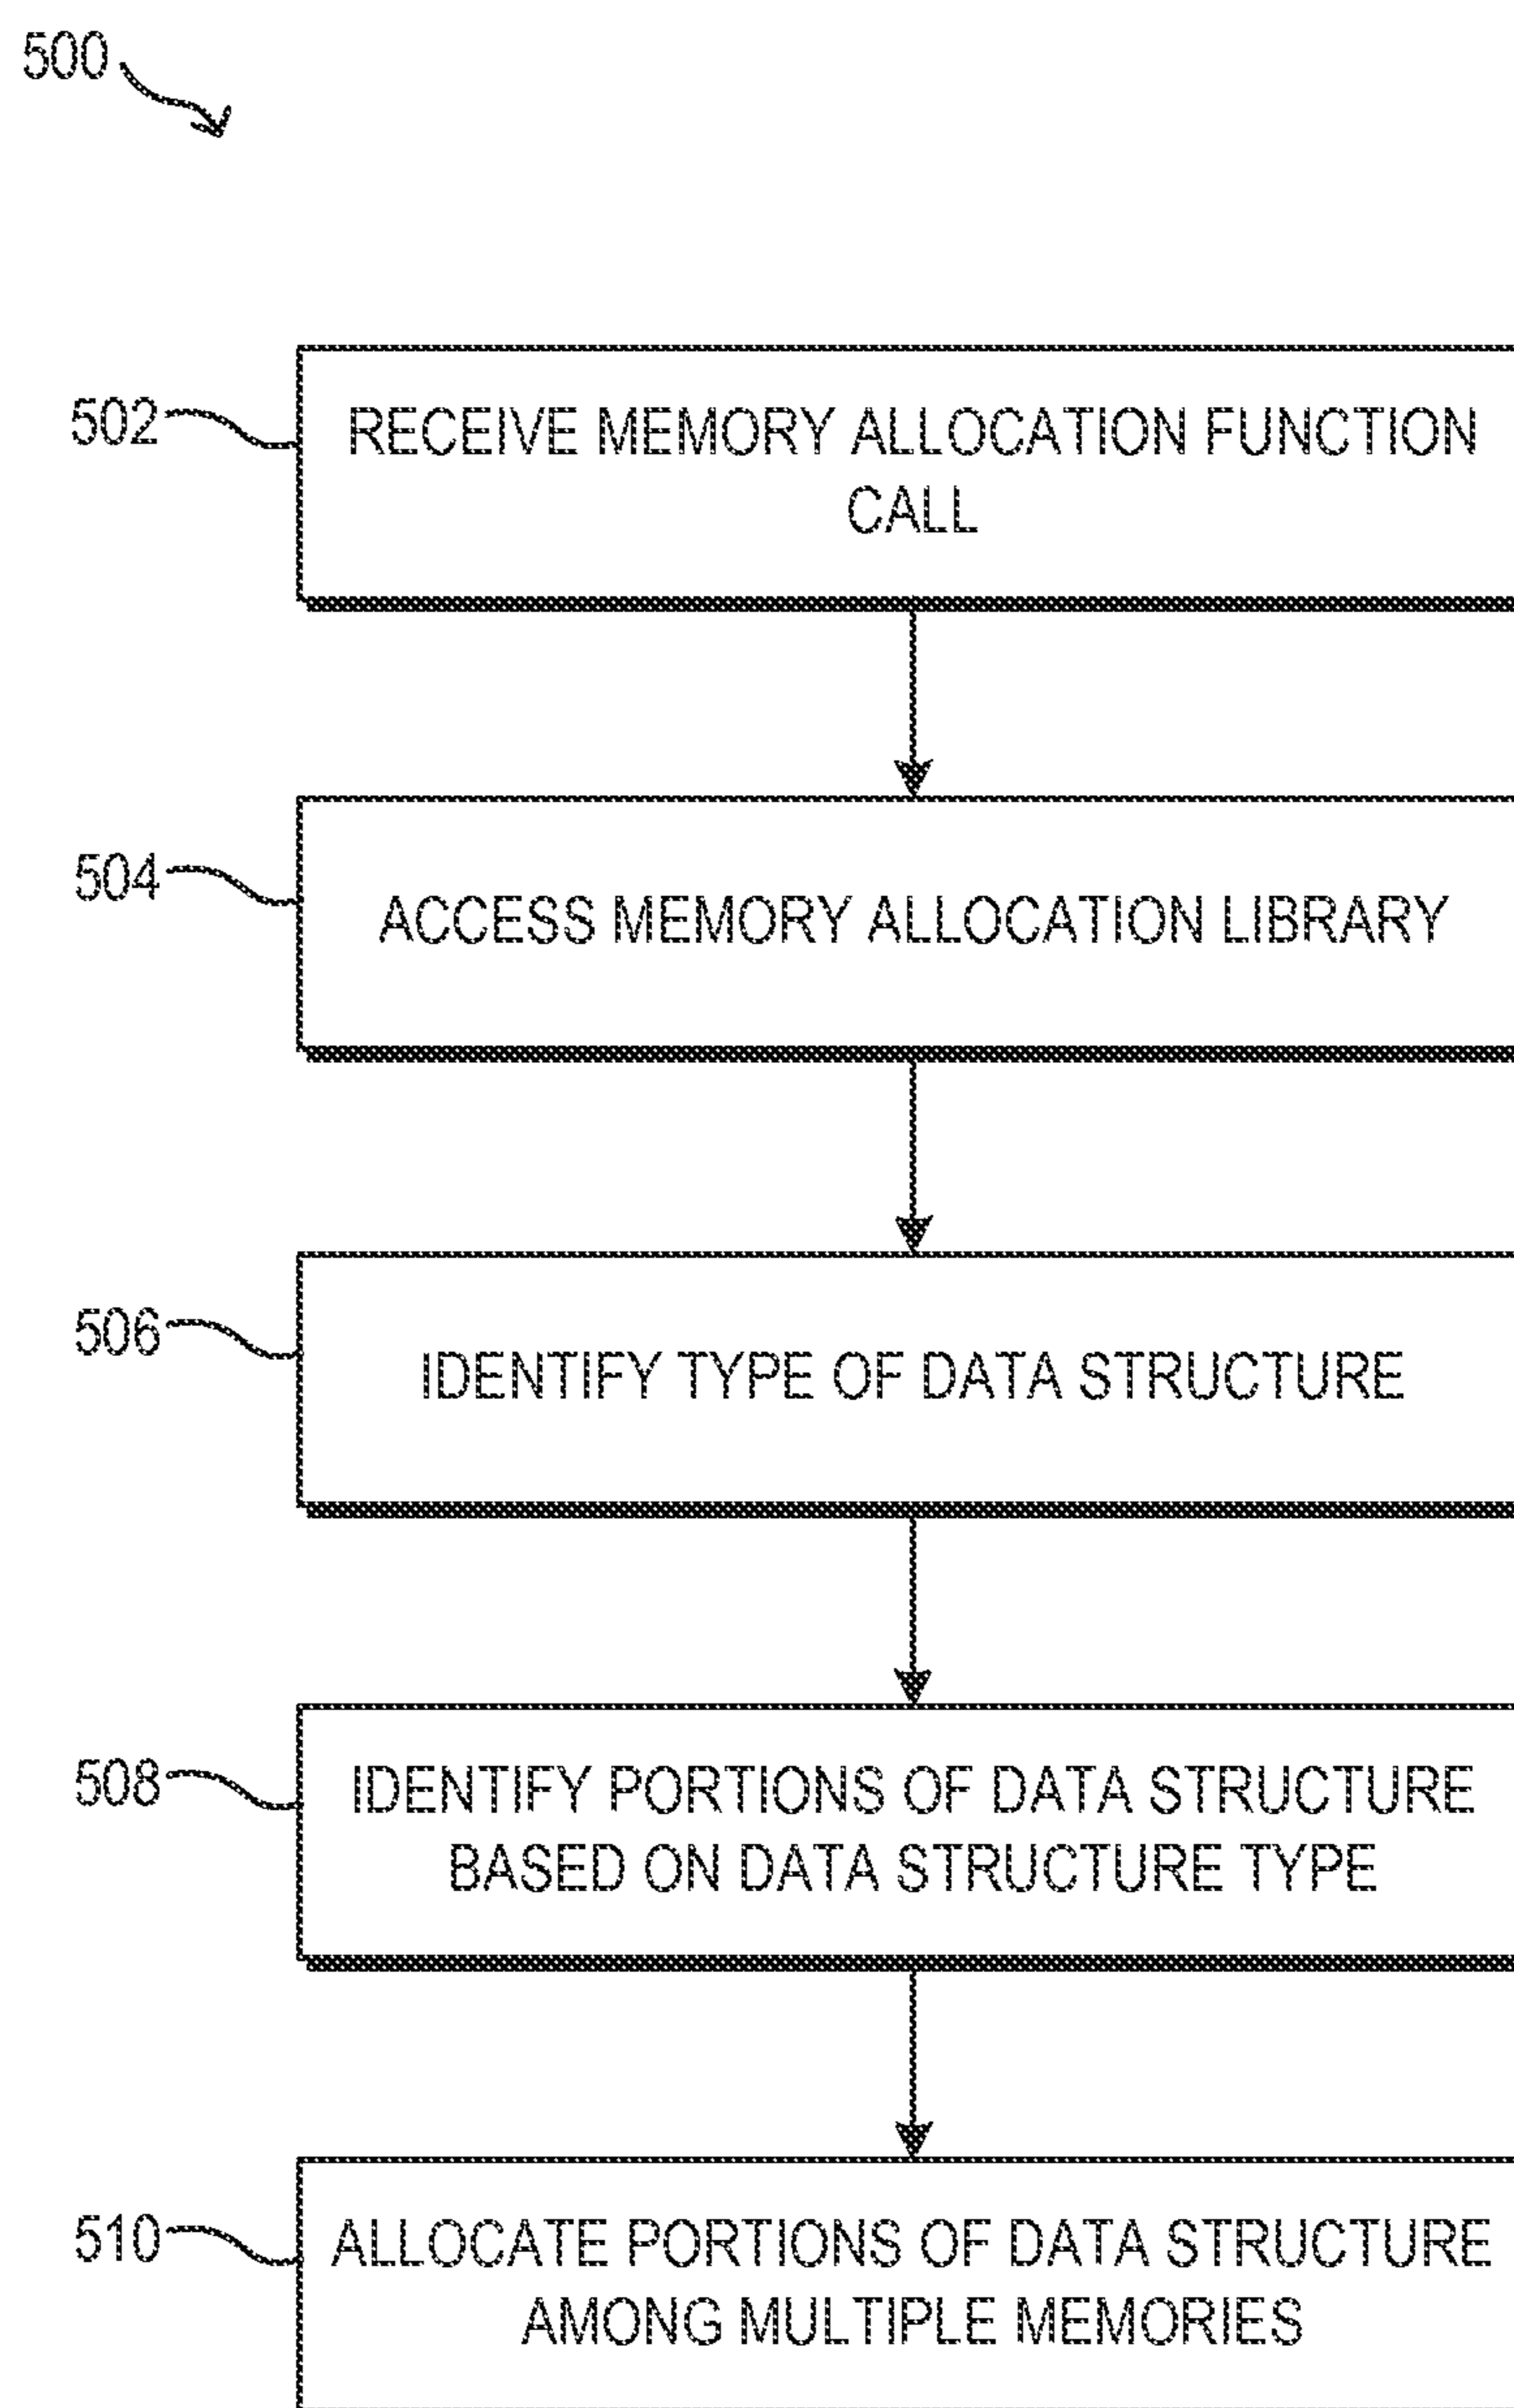 500
502
RECEIVE MEMORY ALLOCATION FUNCTION
CALL
504
ACCESS MEMORY ALLOCATION LIBRARY
506
IDENTIFY TYPE OF DATA STRUCTURE
508
IDENTIFY PORTIONS OF DATA STRUCTURE
BASED ON DATA STRUCTURE TYPE
510
ALLOCATE PORTIONS OF DATA STRUCTURE
AMONG MULTIPLE MEMORIES